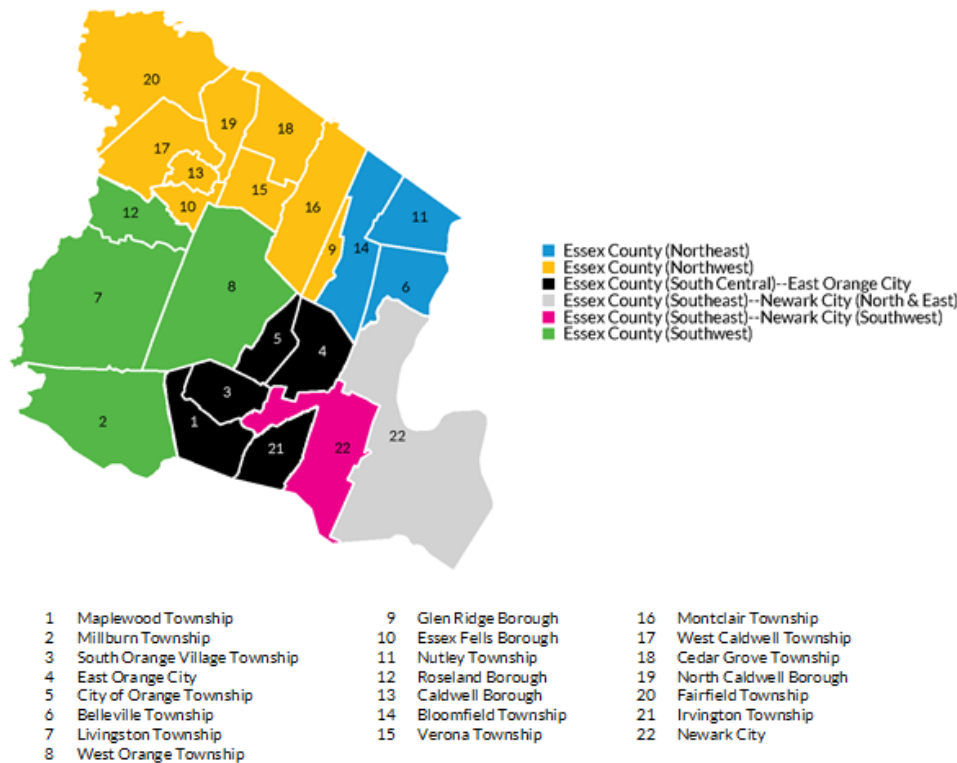 20
19
18
17
13
15
10
16
12
11
9
14
8
6
7
5
4
3
2
1
21
22
22
Essex County (Northeast)
Essex County (Northwest)
Essex County (South Central)--East Orange City
Essex County (Southeast)--Newark City (North & East)
Essex County (Southeast)--Newark City (Southwest)
Essex County (Southwest)
1 Maplewood Township
2 Millburn Township
3 South Orange Village Township
4 East Orange City
5 City of Orange Township
6 Belleville Township
7 Livingston Township
8 West Orange Township
9 Glen Ridge Borough
10 Essex Fells Borough
11 Nutley Township
12 Roseland Borough
13 Caldwell Borough
14 Bloomfield Township
15 Verona Township
16 Montclair Township
17 West Caldwell Township
18 Cedar Grove Township
19 North Caldwell Borough
20 Fairfield Township
21 Irvington Township
22 Newark City